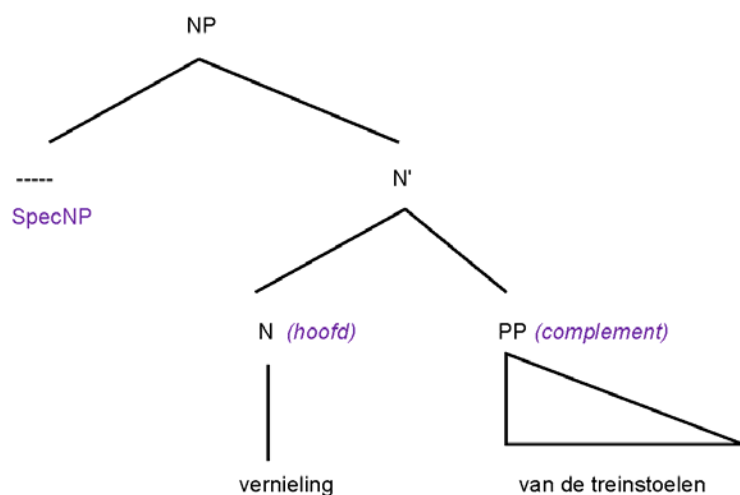 NP
-----
N'
SpecNP
N (hoofd)
PP (complement)
vernieling
van de treinstoelen